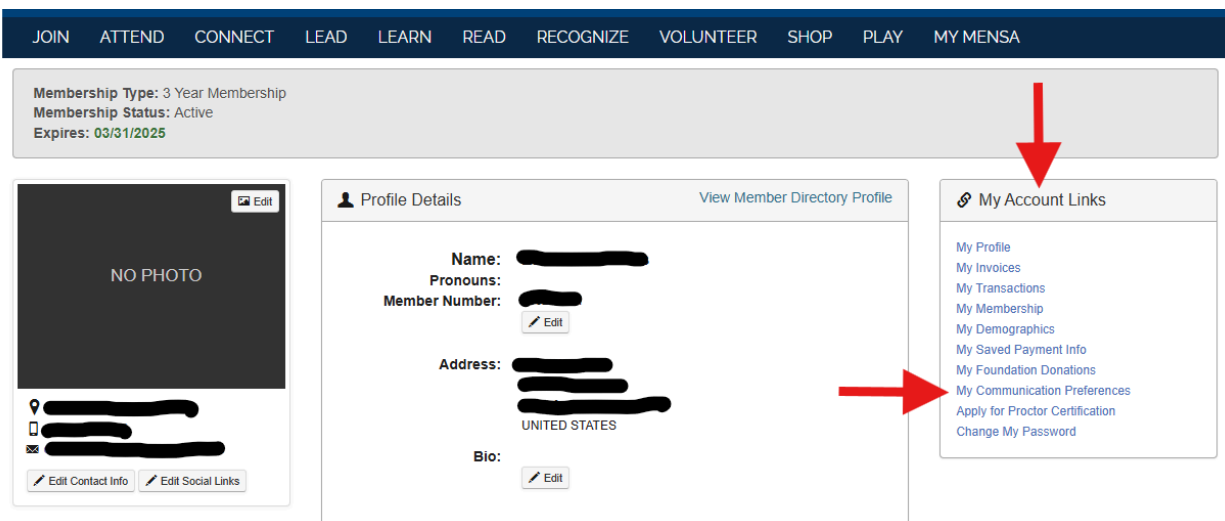 JOIN ATTEND CONNECT LEAD LEARN READ RECOGNIZE VOLUNTEER SHOP PLAY MY MENSA
Membership Type: 3 Year Membership
Membership Status: Active
Expires: 03/31/2025
Edit
NO PHOTO
Edit Contact Info Edit Social Links
Profile Details View Member Directory Profile
Name:
Pronouns:
Member Number:
Edit
Address:
UNITED STATES
Bio:
Edit
My Account Links
My Profile
My Invoices
My Transactions
My Membership
My Demographics
My Saved Payment Info
My Foundation Donations
My Communication Preferences
Apply for Proctor Certification
Change My Password